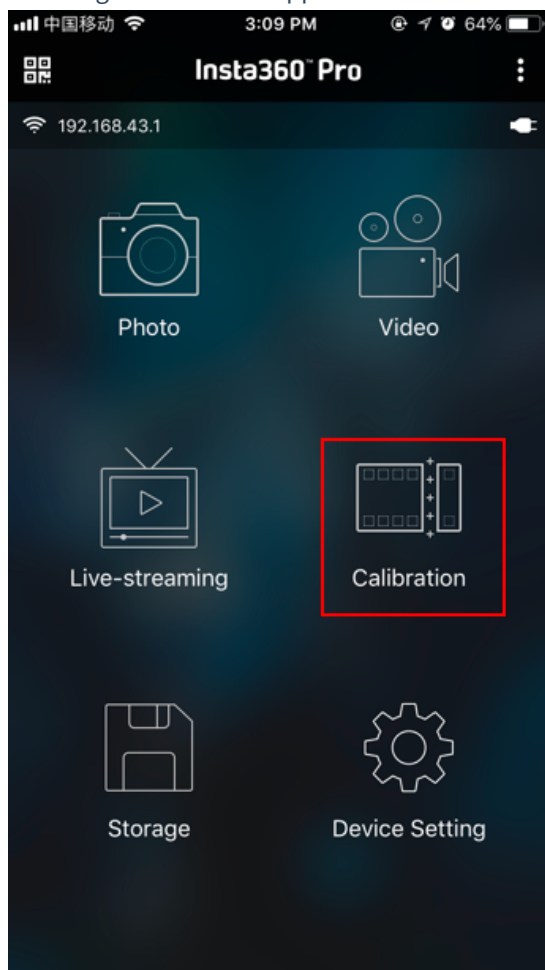 中国移动 3:09 PM 64%
Insta360™ Pro
192.168.43.1
Photo Video
Live-streaming Calibration
Storage Device Setting